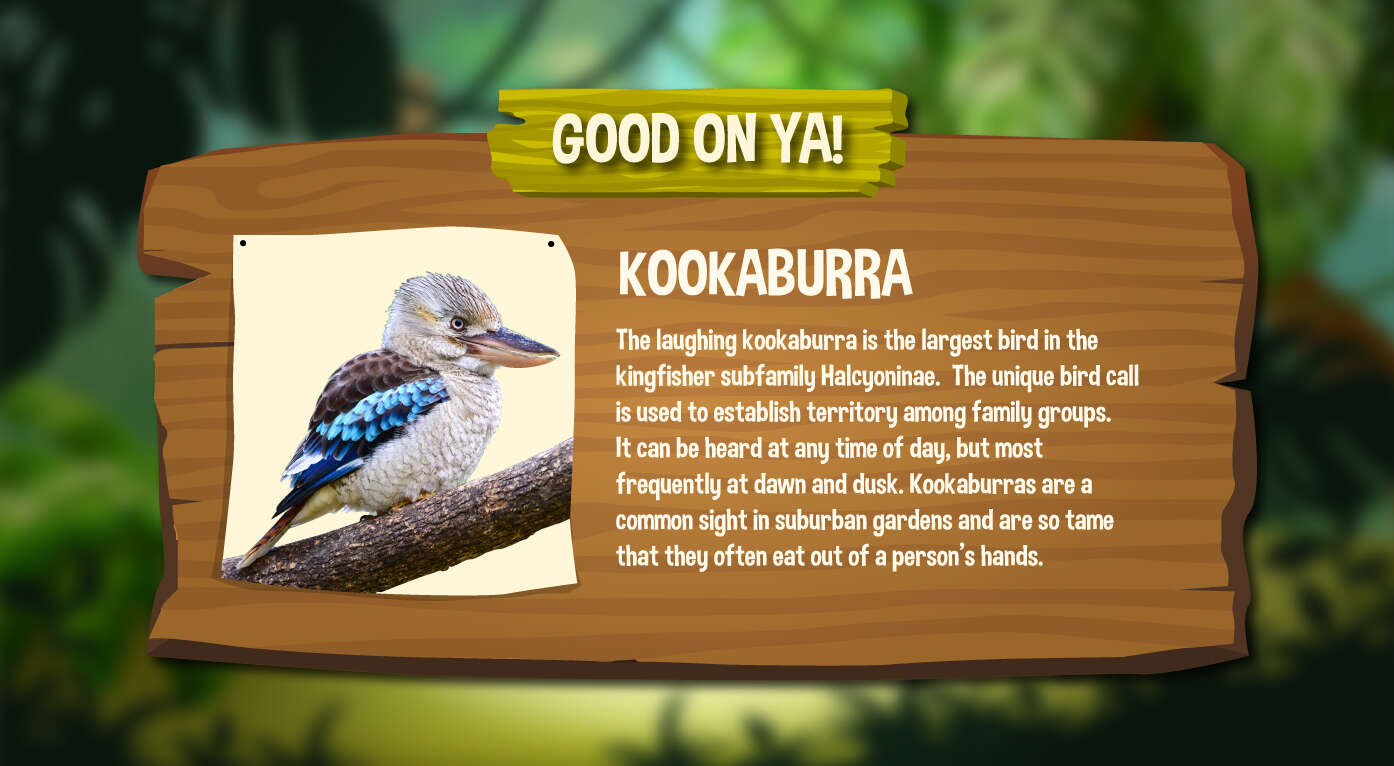 GOOD ON YA!
KOOKABURRA
The laughing kookaburra is the largest bird in the
kingfisher subfamily Halcyoninae.  The unique bird call
is used to establish territory among family groups.
It can be heard at any time of day, but most
frequently at dawn and dusk. Kookaburras are a
common sight in suburban gardens and are so tame
that they often eat out of a person’s hands.